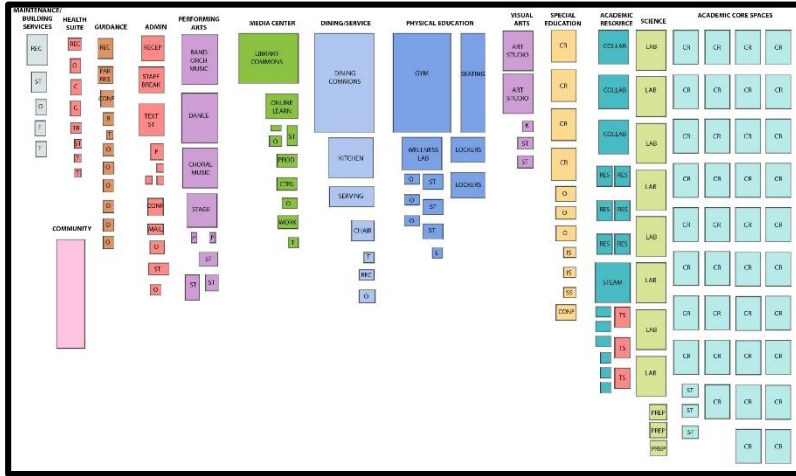 MAINTENANCE/
BUILDING
SERVICES
REC
ST
O
T
T
HEALTH
SUITE
REC
O
C
C
TR
ST
T
T
GUIDANCE
REC
PAR
RES
CONF
R
T
O
O
O
O
O
O
ADMIN
RECEP
STAFF
BREAK
TEXT
ST
P
CONF
MAIL
O
ST
O
COMMUNITY
PERFORMING
ARTS
BAND
ORCH
MUSIC
DANCE
CHORAL
MUSIC
STAGE
P P
ST
ST ST
MEDIA CENTER
LIBRARY
COMMONS
ONLINE
LEARN
O ST
PROD
CTRL
O
WORK
T
DINING/SERVICE
DINING
COMMONS
KITCHEN
SERVING
CHAIR
T
REC
O
PHYSICAL EDUCATION
GYM SEATING
WELLNESS
LAB
LOCKERS
O ST LOCKERS
O ST
ST
L
VISUAL
ARTS
ART
STUDIO
ART
STUDIO
K
ST
ST
SPECIAL
EDUCATION
CR
CR
CR
CR
O
O
O
IS
IS
SS
CONF
ACADEMIC
RESOURCE
COLLAB
COLLAB
COLLAB
RES RES
RES RES
RES RES
STEAM
TS
TS
TS
SCIENCE
LAB
LAB
LAB
LAB
LAB
LAB
LAB
LAB
PREP
PREP
PREP
ACADEMIC CORE SPACES
CR CR CR CR
CR CR CR CR
CR CR CR CR
CR CR CR CR
CR CR CR CR
CR CR CR CR
CR CR CR CR
CR CR CR CR
ST CR CR CR
ST
ST
CR CR